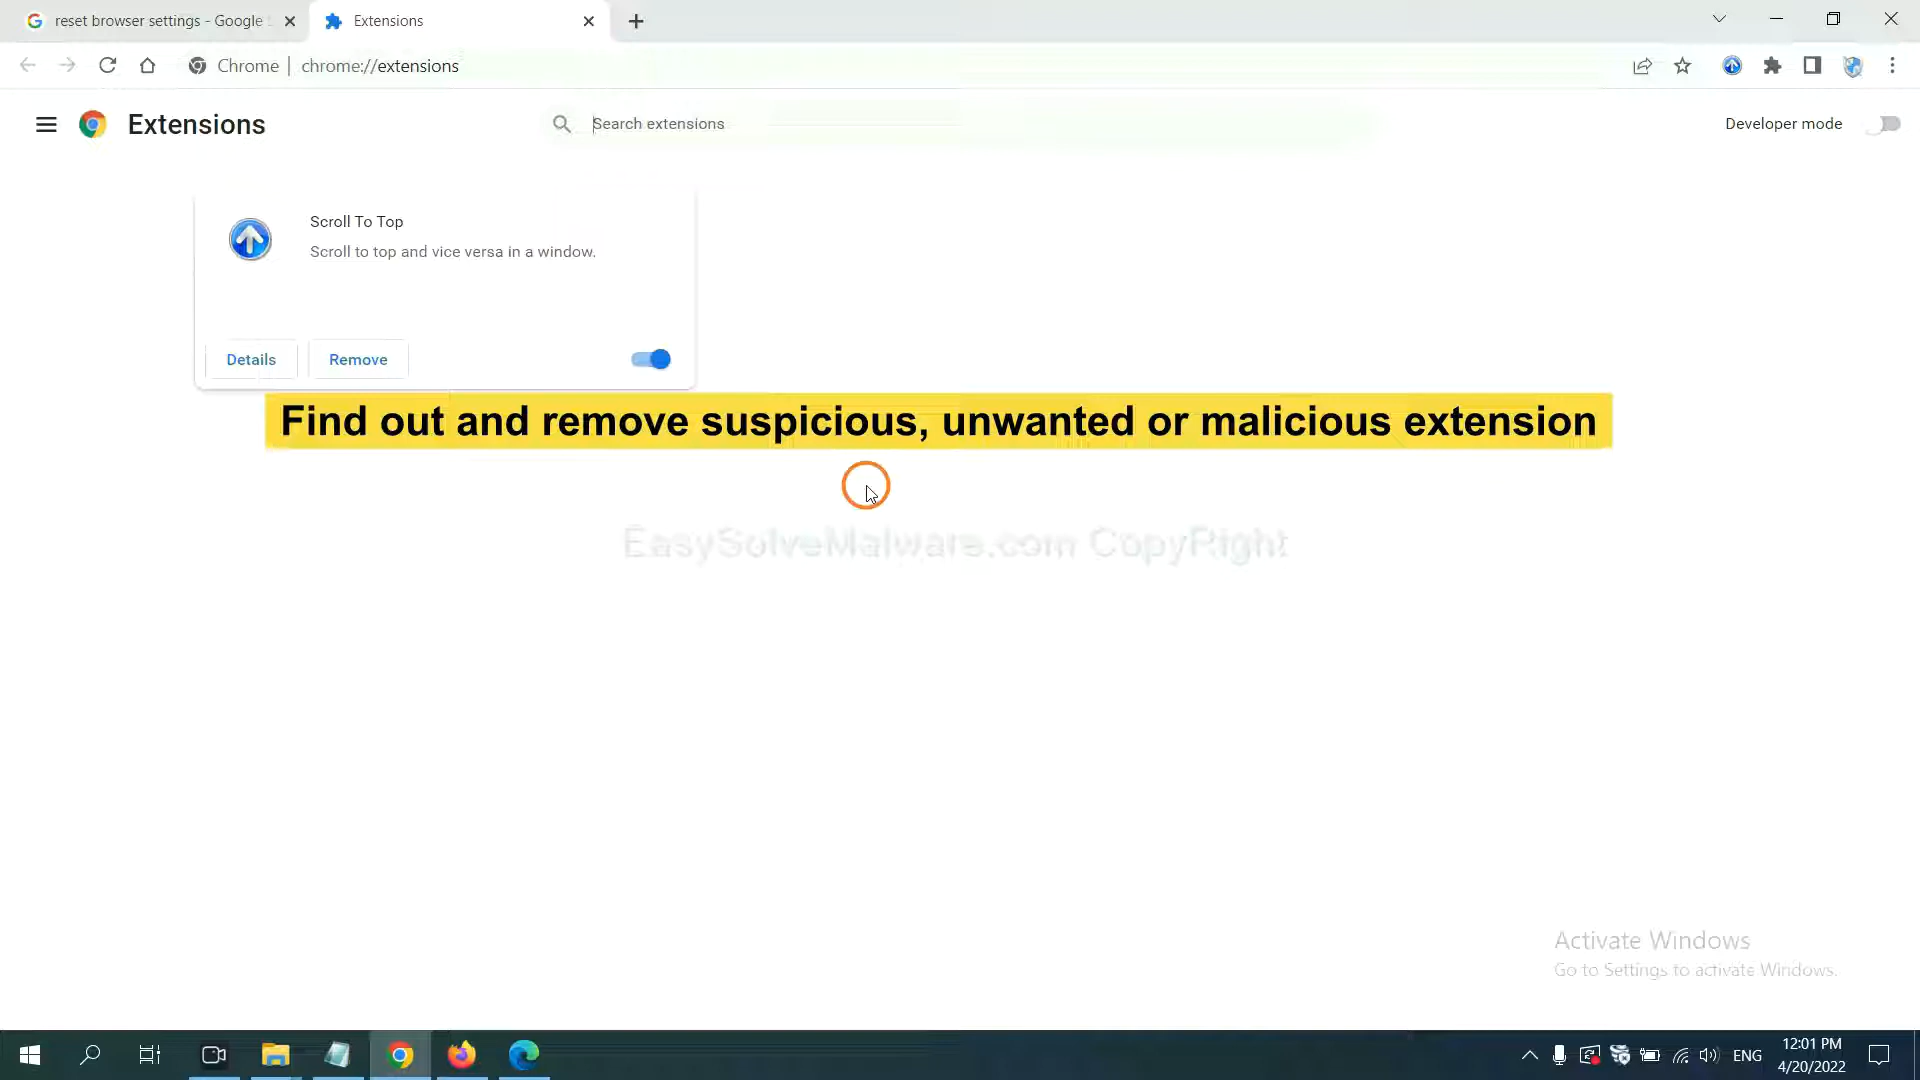 reset browser settings - Google
Extensions
Chrome | chrome://extensions
Extensions
Search extensions
Developer mode
Scroll To Top
Scroll to top and vice versa in a window.
Details
Remove
Find out and remove suspicious, unwanted or malicious extension
EasySolveMalware.com CopyRight
Activate Windows
Go to Settings to activate Windows.
ENG
12:01 PM
4/20/2022